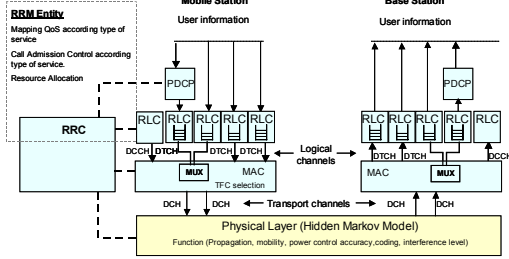 RRM Entity
Mapping QoS according type of
service
Call Admission Control according
type of service.
Resource Allocation
Mobile Station
User information
Base Station
User information
PDCP
PDCP
RRC
RLC
RLC
RLC
RLC
RLC
RLC
RLC
RLC
RLC
RLC
DCCH
DTCH
DTCH
DTCH
Logical
channels
DTCH
DTCH
DTCH
DCCH
MUX
MAC
TFC selection
MAC
MUX
DCH
DCH
Transport channels
DCH
DCH
Physical Layer (Hidden Markov Model)
Function (Propagation, mobility, power control accuracy,coding, interference level)